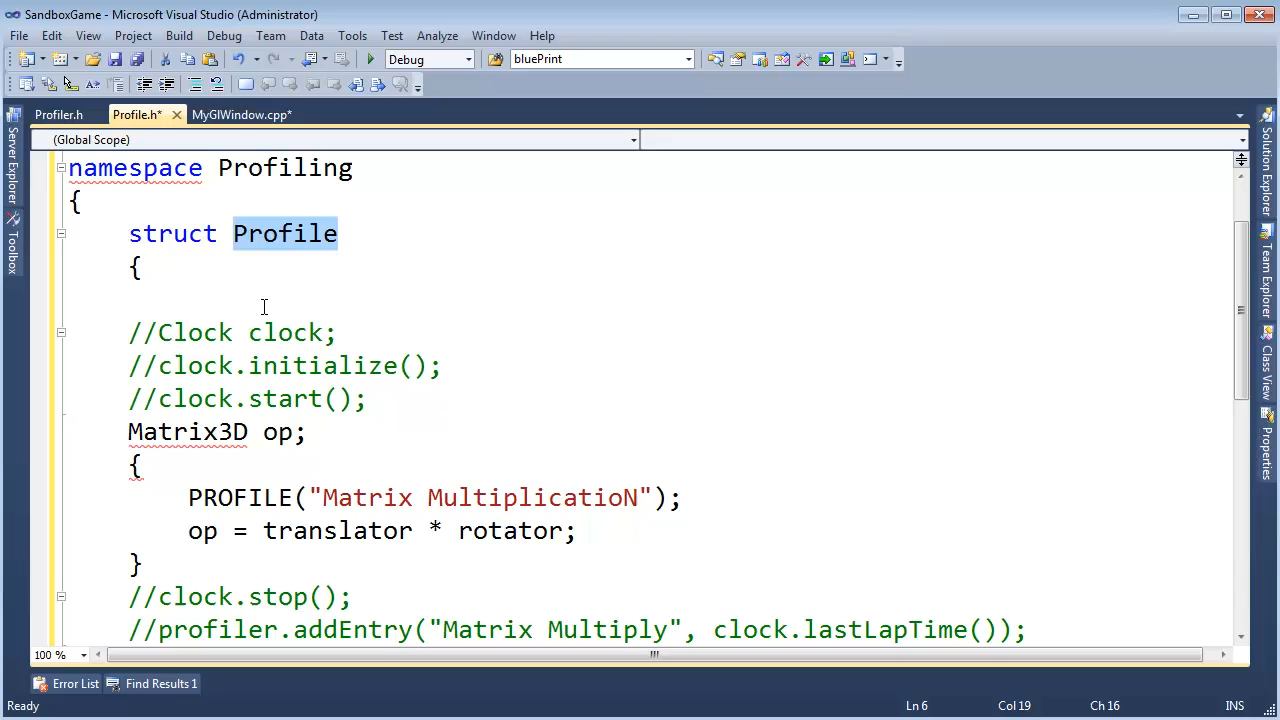 SandboxGame - Microsoft Visual Studio (Administrator)
File Edit View Project Build Debug Team Data Tools Test Analyze Window Help
Debug bluePrint
Profiler.h Profile.h* MyGlWindow.cpp*
(Global Scope)
namespace Profiling
{
struct Profile
{
//Clock clock;
//clock.initialize();
//clock.start();
Matrix3D op;
{
PROFILE("Matrix MultiplicatioN");
op = translator * rotator;
}
//clock.stop();
//profiler.addEntry("Matrix Multiply", clock.lastLapTime());
100 %
Error List Find Results 1
Ready Ln 6 Col 19 Ch 16 INS
Server Explorer
Toolbox
Solution Explorer
Team Explorer
Class View
Properties